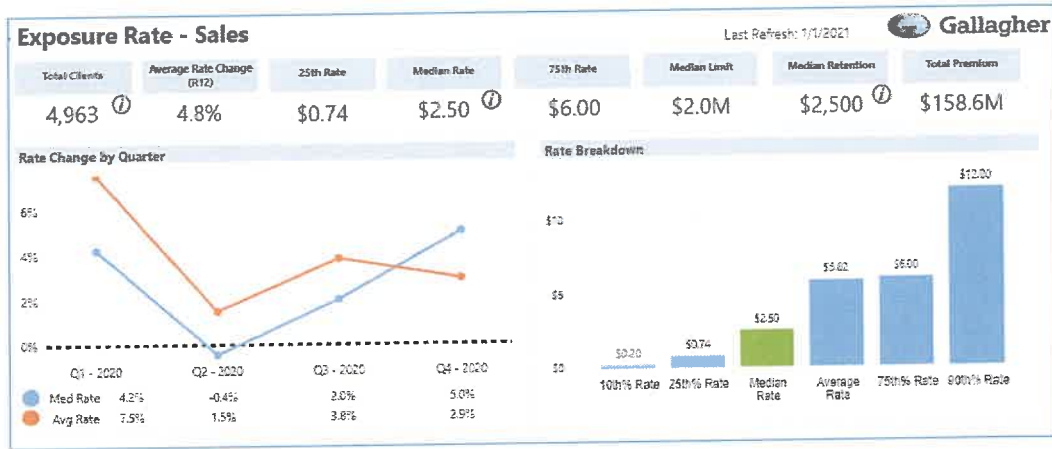 Exposure Rate - Sales
Last Refresh: 1/1/2021
Gallagher
Total Clients
Average Rate Change (R12)
25th Rate
Median Rate
75th Rate
Median Limit
Median Retention
Total Premium
4,963
4.8%
$0.74
$2.50
$6.00
$2.0M
$2,500
$158.6M
Rate Change by Quarter
6%
4%
2%
0%
Q1 - 2020
Q2 - 2020
Q3 - 2020
Q4 - 2020
Med Rate 4.2% -0.4% 2.0% 5.0%
Avg Rate 7.5% 1.5% 3.8% 2.9%
Rate Breakdown
$10
$5
$0
$0.20
$0.74
$2.50
$5.82
$6.00
$12.00
10th% Rate
25th% Rate
Median Rate
Average Rate
75th% Rate
90th% Rate